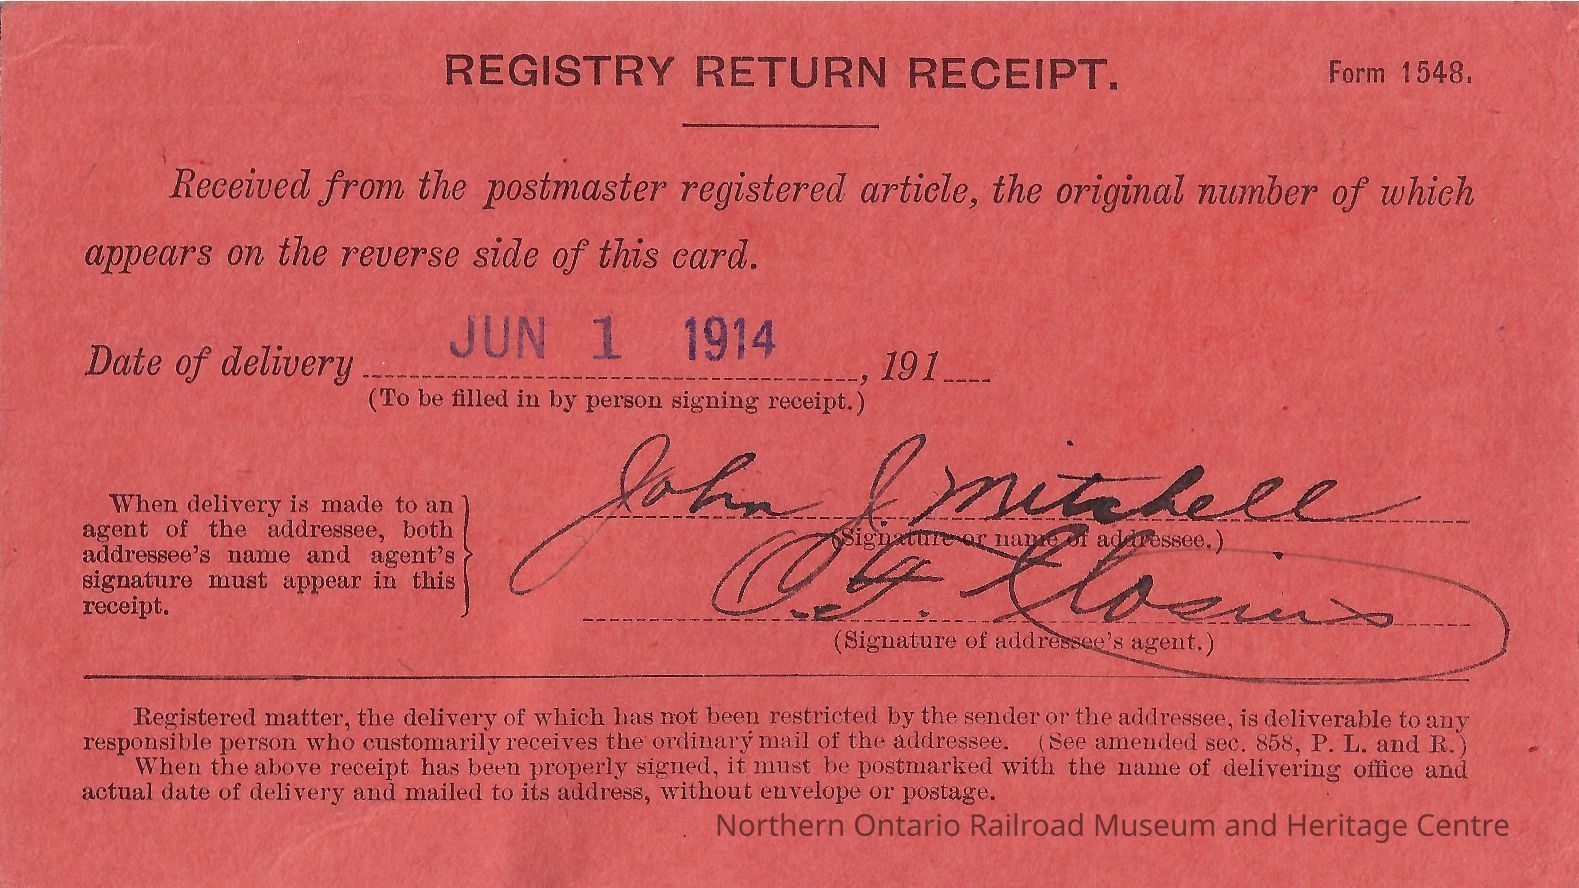 REGISTRY RETURN RECEIPT.
Form 1548.
Received from the postmaster registered article, the original number of which
appears on the reverse side of this card.
Date of delivery JUN 1 1914, 191
(To be filled in by person signing receipt.)
When delivery is made to an
agent of the addressee, both
addressee's name and agent's
signature must appear in this
receipt.
John J. Mitchell
(Signature or name of addressee.)
(Signature of addressee's agent.)
Registered matter, the delivery of which has not been restricted by the sender or the addressee, is deliverable to any
responsible person who customarily receives the ordinary mail of the addressee. (See amended sec. 858, P. L. and R.)
When the above receipt has been properly signed, it must be postmarked with the name of delivering office and
actual date of delivery and mailed to its address, without envelope or postage.
Northern Ontario Railroad Museum and Heritage Centre